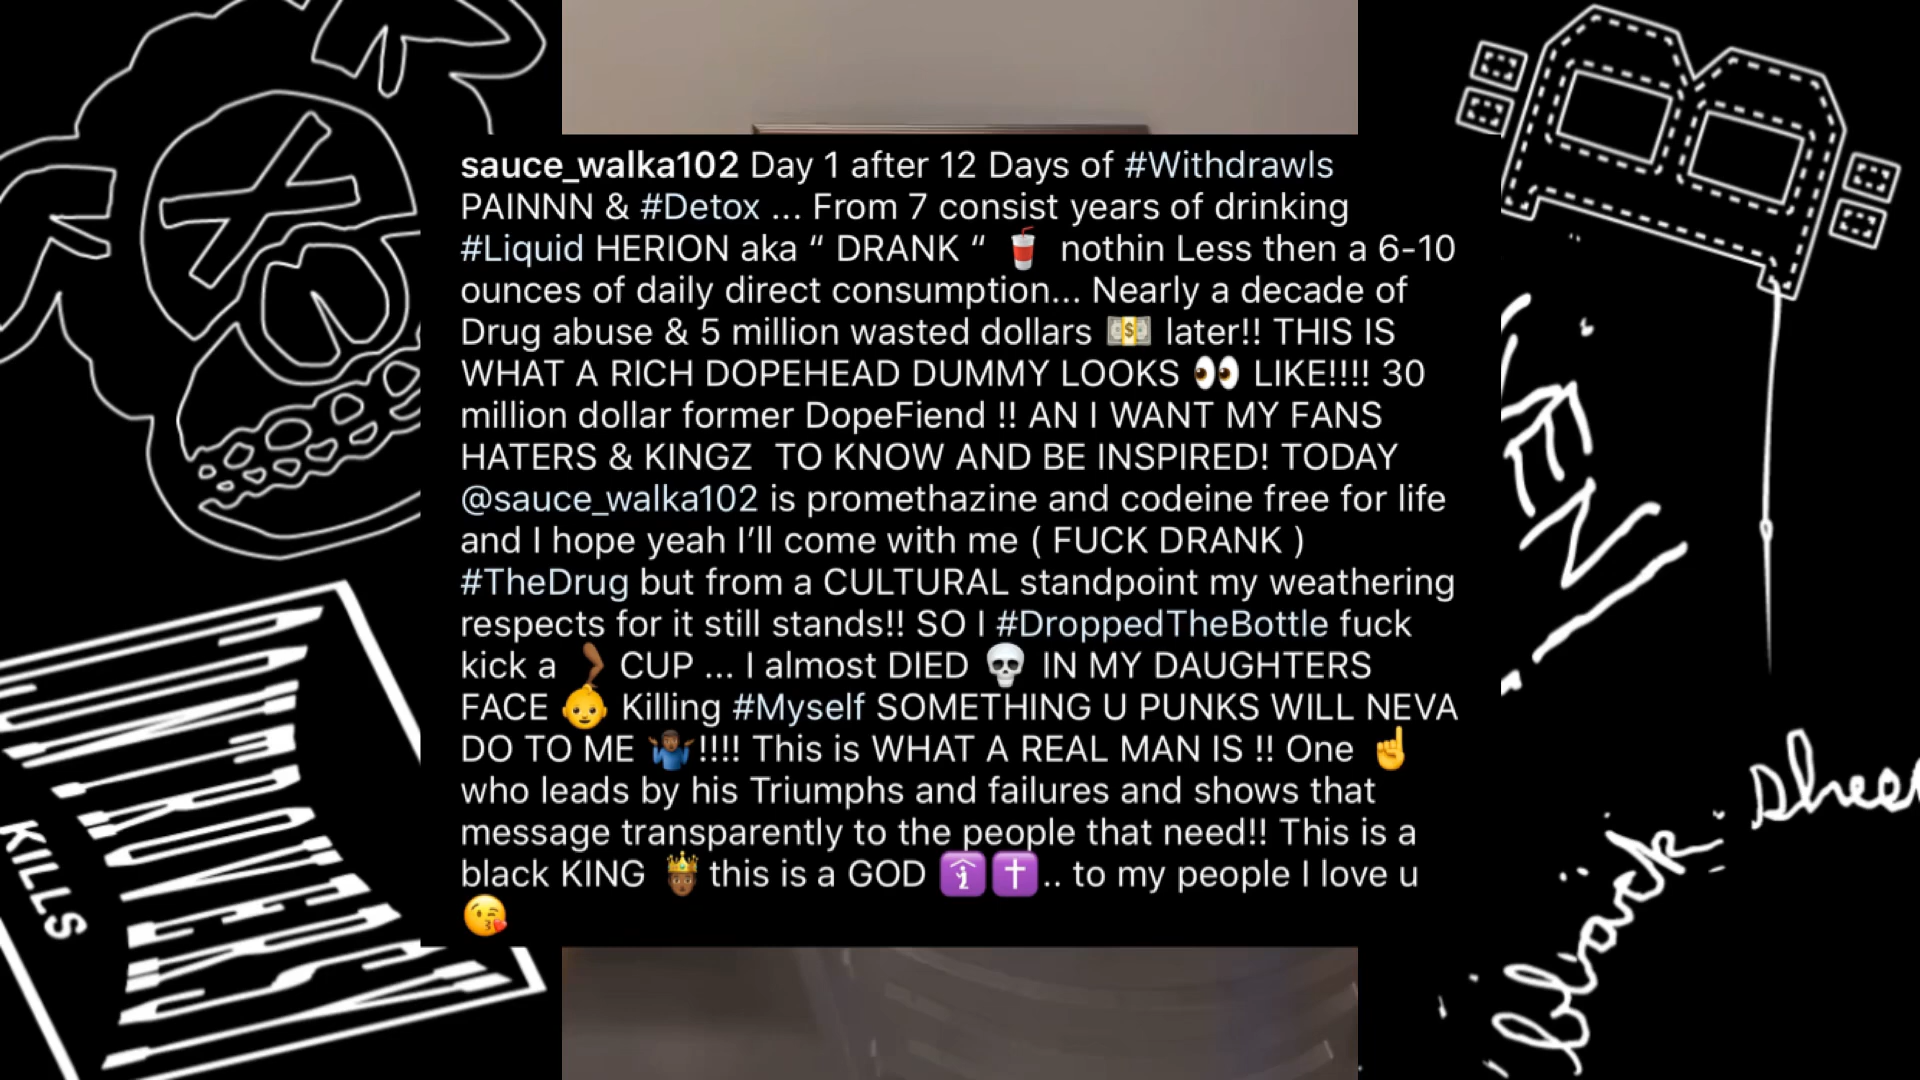 sauce_walka102 Day 1 after 12 Days of #Withdrawls
PAINNN & #Detox ... From 7 consist years of drinking
#Liquid HERION aka “ DRANK “ 🥤 nothin Less then a 6-10
ounces of daily direct consumption... Nearly a decade of
Drug abuse & 5 million wasted dollars 💵 later!! THIS IS
WHAT A RICH DOPEHEAD DUMMY LOOKS 👀 LIKE!!!! 30
million dollar former DopeFiend !! AN I WANT MY FANS
HATERS & KINGZ  TO KNOW AND BE INSPIRED! TODAY
@sauce_walka102 is promethazine and codeine free for life
and I hope yeah I’ll come with me ( FUCK DRANK )
#TheDrug but from a CULTURAL standpoint my weathering
respects for it still stands!! SO I #DroppedTheBottle fuck
kick a 🦵🏾 CUP ... I almost DIED 💀 IN MY DAUGHTERS
FACE 👶 Killing #Myself SOMETHING U PUNKS WILL NEVA
DO TO ME 🤷🏾‍♂️!!!! This is WHAT A REAL MAN IS !! One ☝️
who leads by his Triumphs and failures and shows that
message transparently to the people that need!! This is a
black KING 🤴🏾 this is a GOD 🛐✝️.. to my people I love u
😘
KILLS
black sheep